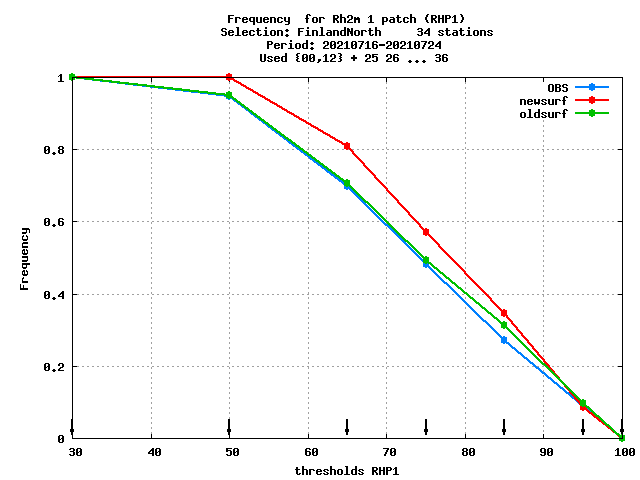 Frequency  for Rh2m 1 patch (RHP1)
Selection: FinlandNorth     34 stations
Period: 20210716-20210724
Used {00,12} + 25 26 ... 36
OBS
newsurf
oldsurf
1
0.8
0.6
0.4
0.2
0
Frequency
30 40 50 60 70 80 90 100
thresholds RHP1